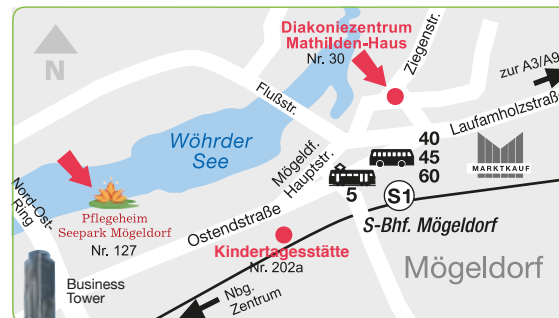 Diakoniezentrum
Mathilden-Haus
Nr. 30
Ziegenstr.
zur A3/A9
N
Flußstr.
Laufamholzstraße
Wöhrder
See
Mögeldf.
Hauptstr.
40
45
60
MARKTKAUF
5
S1
S-Bhf. Mögeldorf
Nord-Ost-
Ring
Pflegeheim
Seepark Mögeldorf
Nr. 127
Ostendstraße
Kindertagesstätte
Nr. 202a
Mögeldorf
Business
Tower
Nbg.
Zentrum